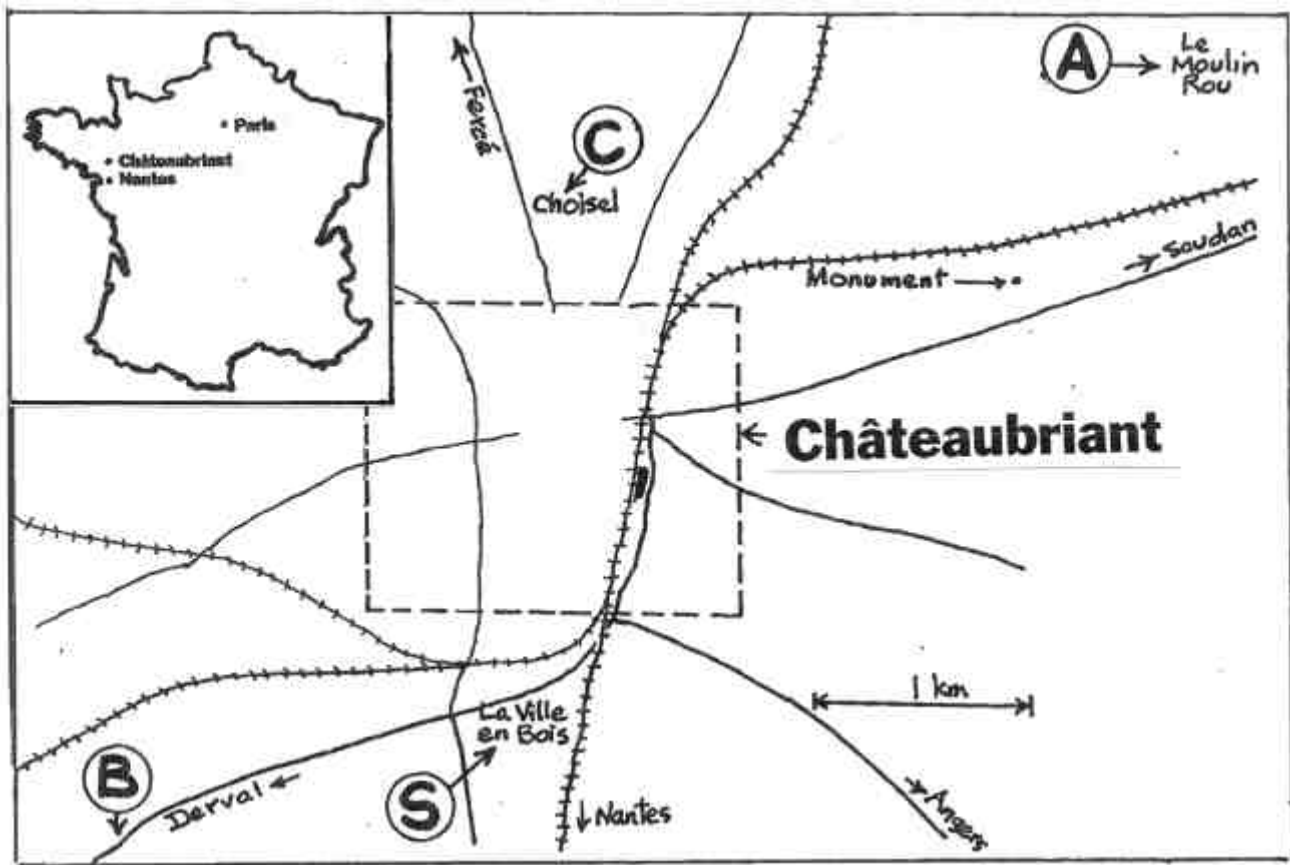 Paris
Châteaubriant
Nantes
Fercé
C
Choisel
A
Le
Moulin
Rou
Monument
Soudan
Châteaubriant
1 km
La Ville
en Bois
B
Derval
S
Nantes
Angers